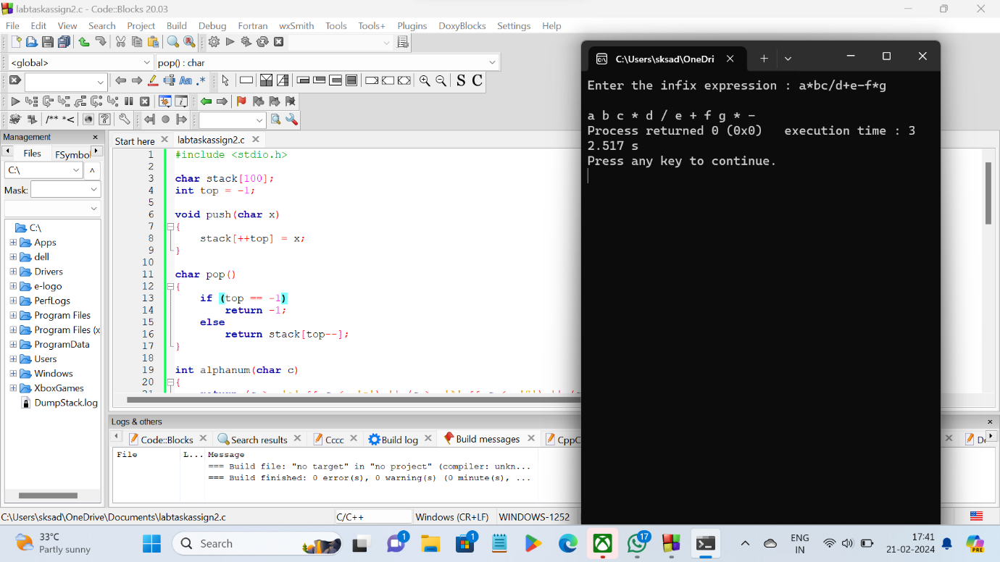 labtaskassign2.c - Code::Blocks 20.03
File Edit View Search Project Build Debug Fortran wxSmith Tools Tools+ Plugins DoxyBlocks Settings Help
<global> pop() : char
S C
/** *<
Management
Files FSymbol
C:\
Mask:
C:\
Apps
dell
Drivers
e-logo
PerfLogs
Program Files
Program Files (x
ProgramData
Users
Windows
XboxGames
DumpStack.log
Start here labtaskassign2.c
1 #include <stdio.h>
2
3 char stack[100];
4 int top = -1;
5
6 void push(char x)
7 {
8 stack[++top] = x;
9 }
10
11 char pop()
12 {
13 if (top == -1)
14 return -1;
15 else
16 return stack[top--];
17 }
18
19 int alphanum(char c)
20 {
C:\Users\sksad\OneDri
Enter the infix expression : a*bc/d+e-f*g
a b c * d / e + f g * -
Process returned 0 (0x0) execution time : 3
2.517 s
Press any key to continue.
Logs & others
Code::Blocks Search results Cccc Build log Build messages CppC
File L... Message
=== Build file: "no target" in "no project" (compiler: unkn...
=== Build finished: 0 error(s), 0 warning(s) (0 minute(s), ...
C:\Users\sksad\OneDrive\Documents\labtaskassign2.c C/C++ Windows (CR+LF) WINDOWS-1252
33°C
Partly sunny
Search
1
1
17
ENG
IN
17:41
21-02-2024
PRE